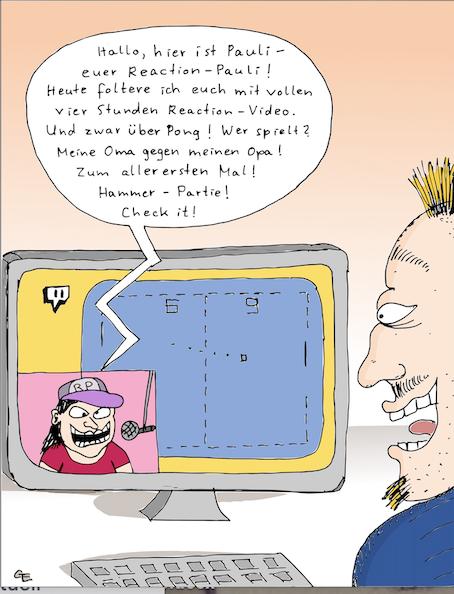 Hallo, hier ist Pauli -
euer Reaction-Pauli!
Heute foltere ich euch mit vollen
vier Stunden Reaction-Video.
Und zwar über Pong! Wer spielt?
Meine Oma gegen meinen Opa!
Zum allerersten Mal!
Hammer - Partie!
Check it!
6 9
RP
GE